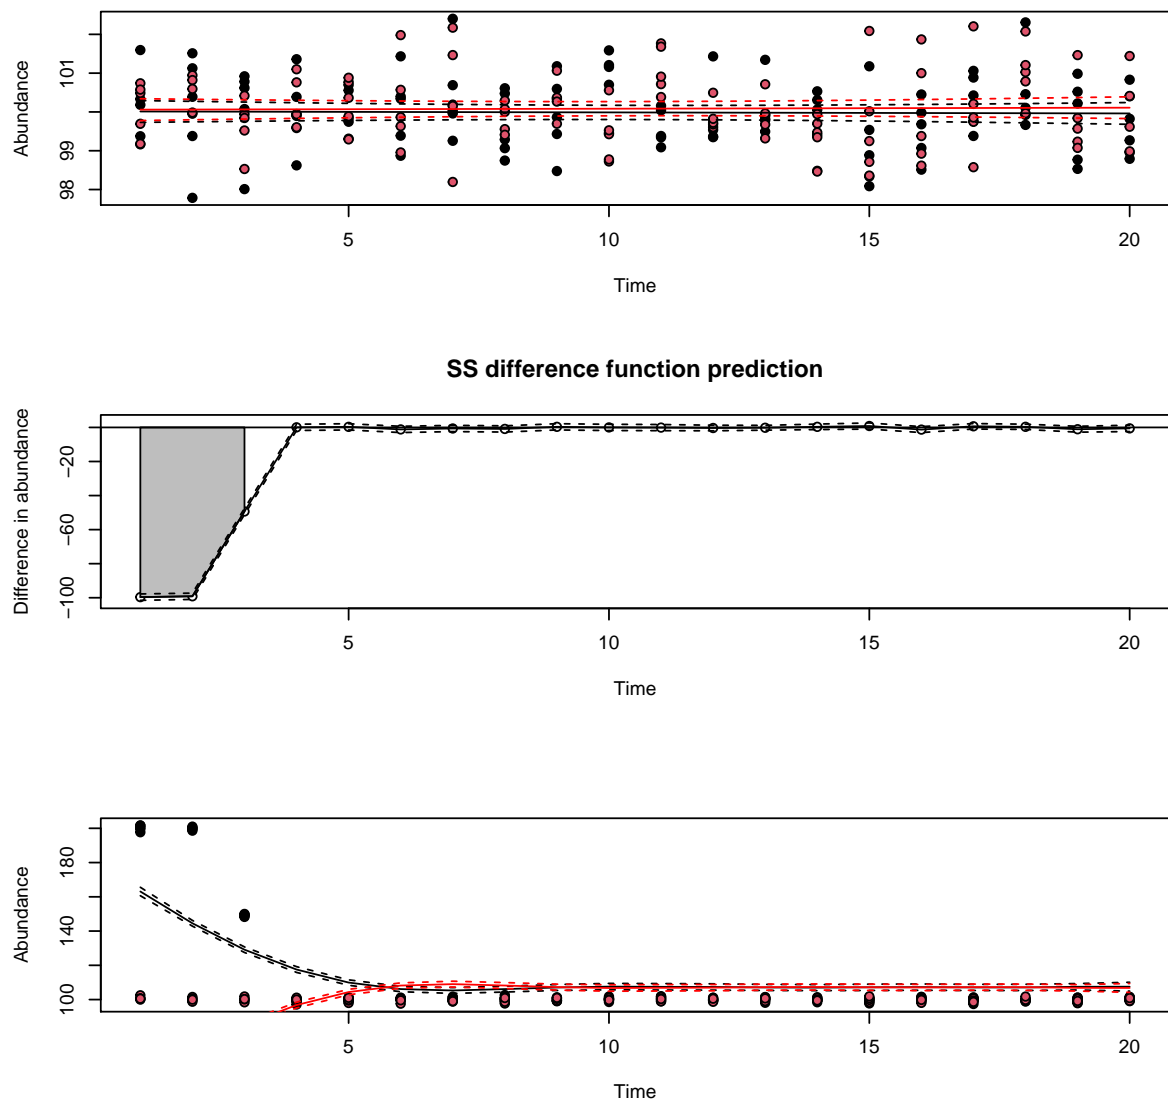 Abundance
98 99 101
5 10 15 20
Time
SS difference function prediction
Difference in abundance
−100 −60 −20
5 10 15 20
Time
Abundance
100 140 180
5 10 15 20
Time